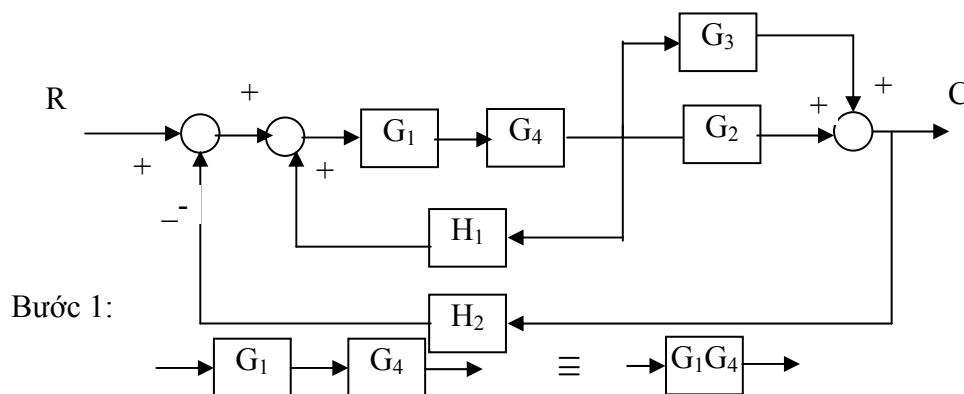 G₃
R + + C
G₁ G₄ + G₂ +
+ +
_-
H₁
Bước 1:
H₂
G₁ G₄ ≡ G₁G₄